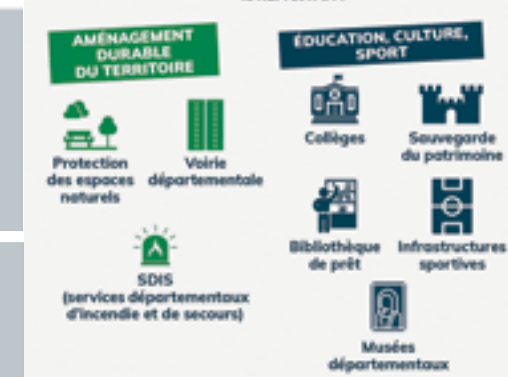 AMÉNAGEMENT
DURABLE
DU TERRITOIRE
Protection
des espaces
naturels
Voirie
départementale
SDIS
(services départementaux
d'incendie et de secours)
ÉDUCATION, CULTURE,
SPORT
Collèges
Sauvegarde
du patrimoine
Bibliothèque
de prêt
Infrastructures
sportives
Musées
départementaux